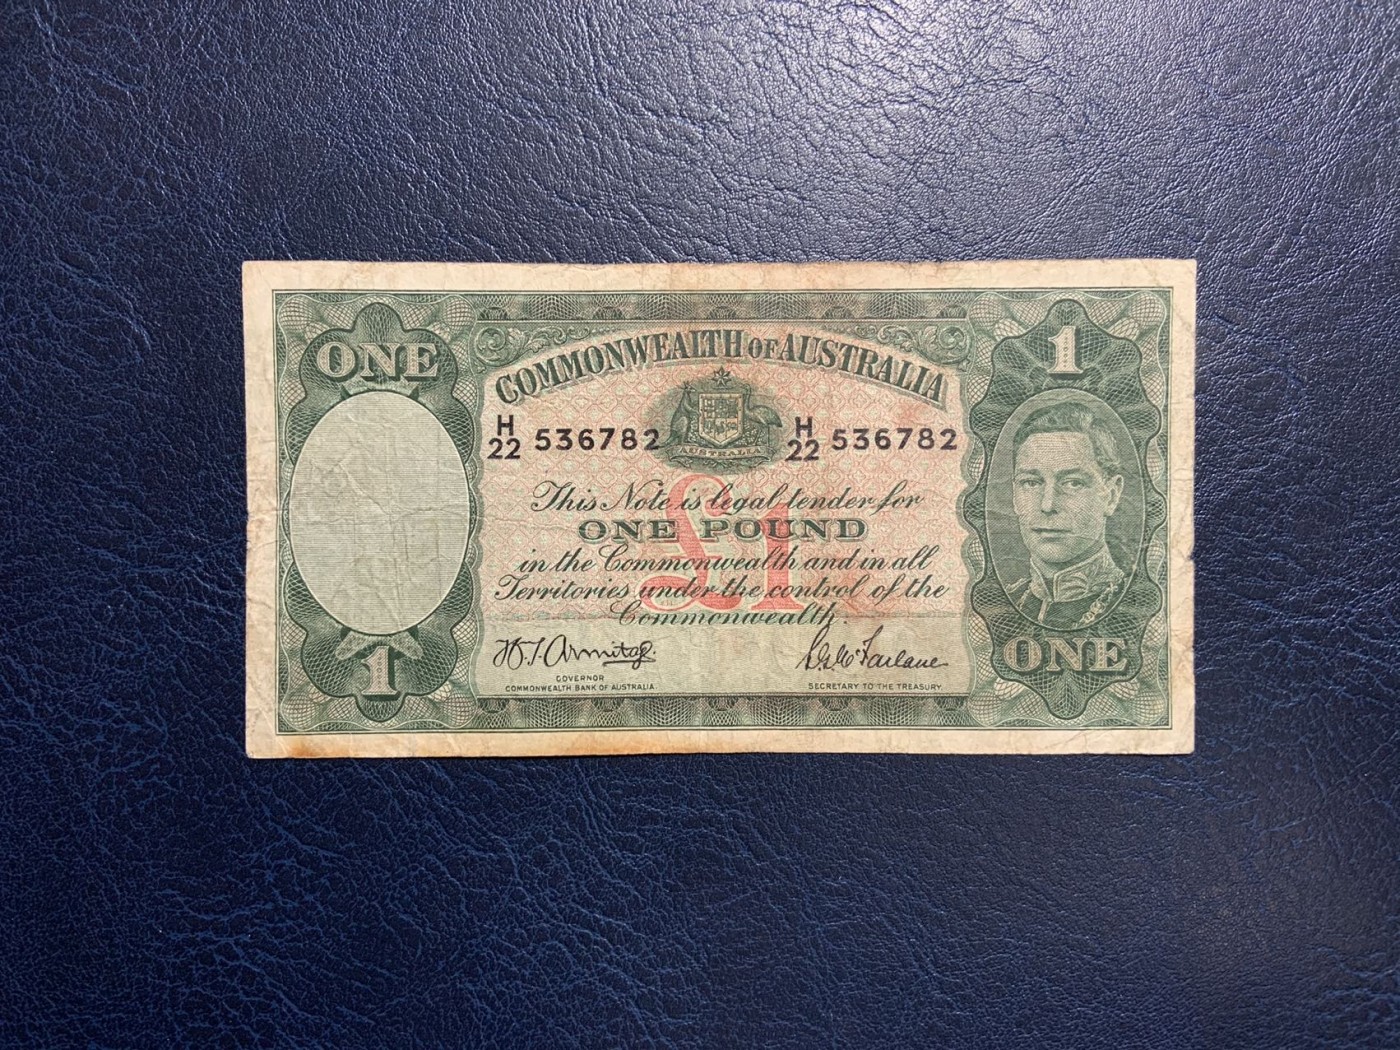 ONE
1
COMMONWEALTH OF AUSTRALIA
H
22 536782
H
22 536782
AUSTRALIA
This Note is legal tender for
ONE POUND
in the Commonwealth and in all
Territories under the control of the
Commonwealth.
£1
H.T. Armitage.
GOVERNOR
COMMONWEALTH BANK OF AUSTRALIA.
S.G. McFarlane
SECRETARY TO THE TREASURY.
1
ONE